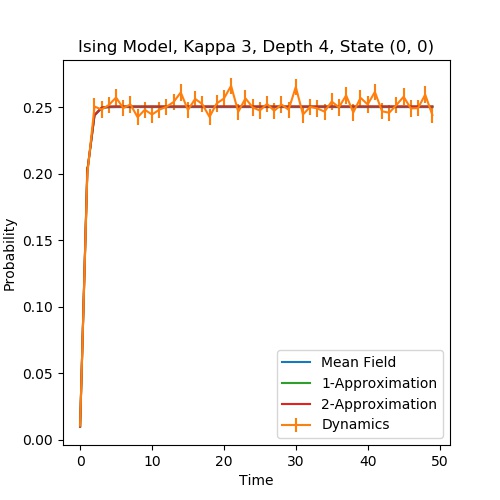 Ising Model, Kappa 3, Depth 4, State (0, 0)
Probability
0.25
0.20
0.15
0.10
0.05
0.00
0 10 20 30 40 50
Time
Mean Field
1-Approximation
2-Approximation
Dynamics